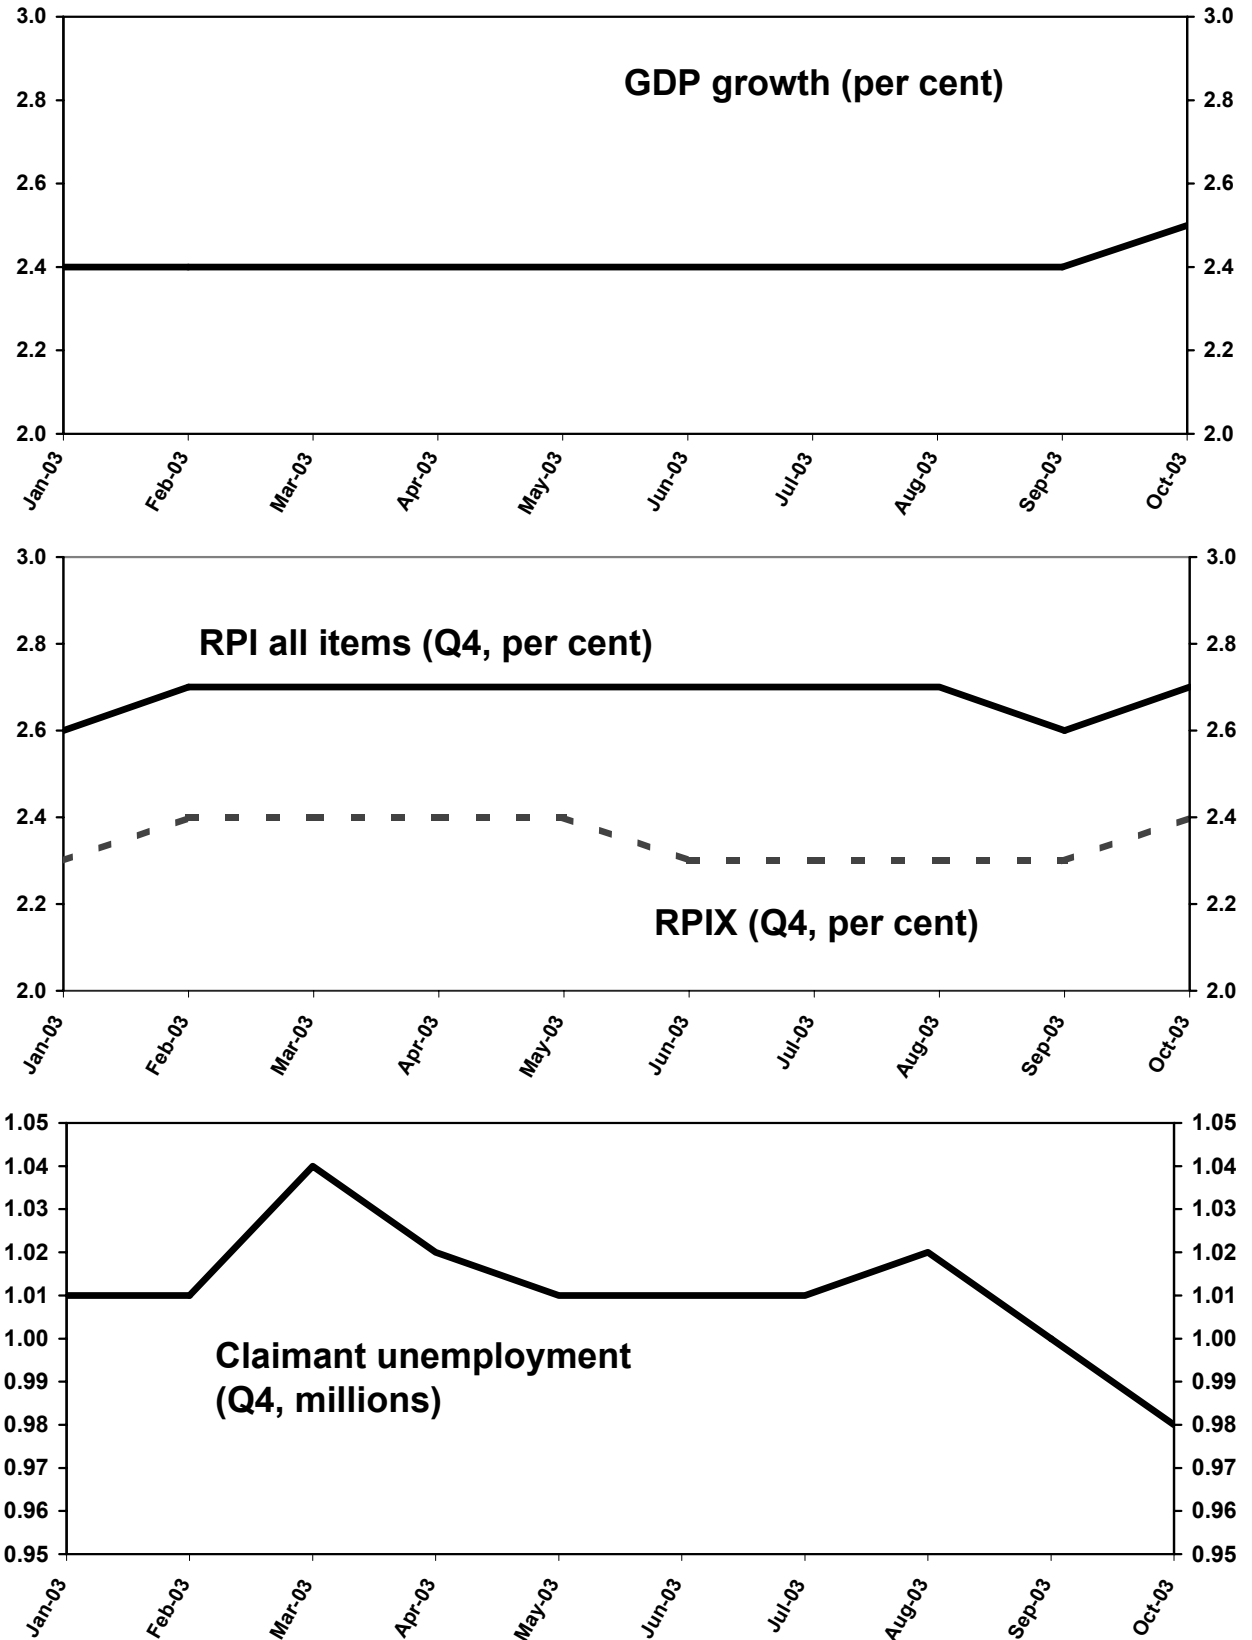 3.0 3.0
GDP growth (per cent)
2.8 2.8
2.6 2.6
2.4 2.4
2.2 2.2
2.0 2.0
Jan-03 Feb-03 Mar-03 Apr-03 May-03 Jun-03 Jul-03 Aug-03 Sep-03 Oct-03
3.0 3.0
RPI all items (Q4, per cent)
2.8 2.8
2.6 2.6
2.4 2.4
2.2 2.2
RPIX (Q4, per cent)
2.0 2.0
Jan-03 Feb-03 Mar-03 Apr-03 May-03 Jun-03 Jul-03 Aug-03 Sep-03 Oct-03
1.05 1.05
1.04 1.04
1.03 1.03
1.02 1.02
1.01 1.01
1.00 1.00
Claimant unemployment
0.99 0.99
(Q4, millions)
0.98 0.98
0.97 0.97
0.96 0.96
0.95 0.95
Jan-03 Feb-03 Mar-03 Apr-03 May-03 Jun-03 Jul-03 Aug-03 Sep-03 Oct-03